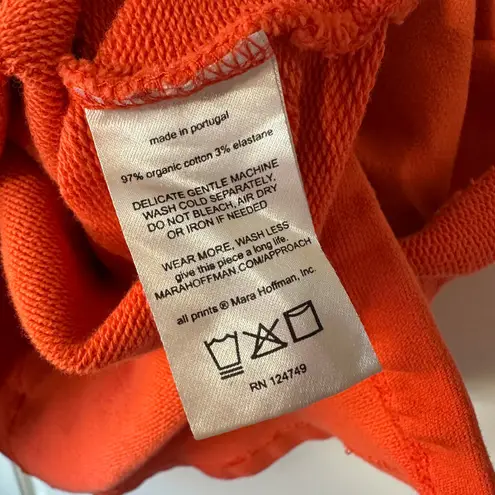 made in portugal
97% organic cotton 3% elastane
DELICATE GENTLE MACHINE
WASH COLD SEPARATELY,
DO NOT BLEACH, AIR DRY
OR IRON IF NEEDED
WEAR MORE, WASH LESS
give this piece a long life.
MARAHOFFMAN.COM/APPROACH
all prints ® Mara Hoffman, Inc.
RN 124749